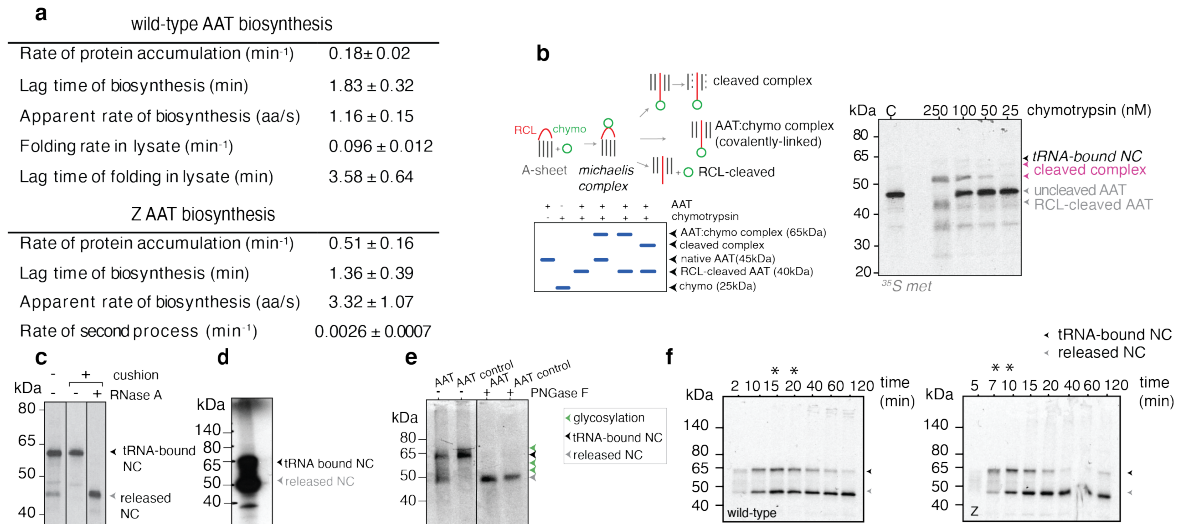 a
wild-type AAT biosynthesis
Rate of protein accumulation (min-1) 0.18± 0.02
Lag time of biosynthesis (min) 1.83 ± 0.32
Apparent rate of biosynthesis (aa/s) 1.16 ± 0.15
Folding rate in lysate (min-1) 0.096 ± 0.012
Lag time of folding in lysate (min) 3.58 ± 0.64
Z AAT biosynthesis
Rate of protein accumulation (min-1) 0.51 ± 0.16
Lag time of biosynthesis (min) 1.36 ± 0.39
Apparent rate of biosynthesis (aa/s) 3.32 ± 1.07
Rate of second process (min-1) 0.0026 ± 0.0007
b
RCL chymo
+
A-sheet
michaelis
complex
cleaved complex
AAT:chymo complex
(covalently-linked)
+ RCL-cleaved
+ - + + + + AAT
- + + + + + chymotrypsin
AAT:chymo complex (65kDa)
cleaved complex
native AAT(45kDa)
RCL-cleaved AAT (40kDa)
chymo (25kDa)
kDa C 250 100 50 25 chymotrypsin (nM)
80
65
50
40
30
20
tRNA-bound NC
cleaved complex
uncleaved AAT
RCL-cleaved AAT
35S met
c
- + cushion
kDa - - + RNase A
80
60
50
40
tRNA-bound
NC
released
NC
d
kDa
140
80
65
50
40
tRNA bound NC
released NC
e
AAT AAT control AAT AAT control
kDa - - + + PNGase F
80
65
50
40
glycosylation
tRNA-bound NC
released NC
f
tRNA-bound NC
released NC
* *
kDa 2 10 15 20 40 60 120 time
(min)
140
80
65
50
40
wild-type
* *
kDa 5 7 10 15 20 40 60 120 time
(min)
140
80
65
50
40
Z